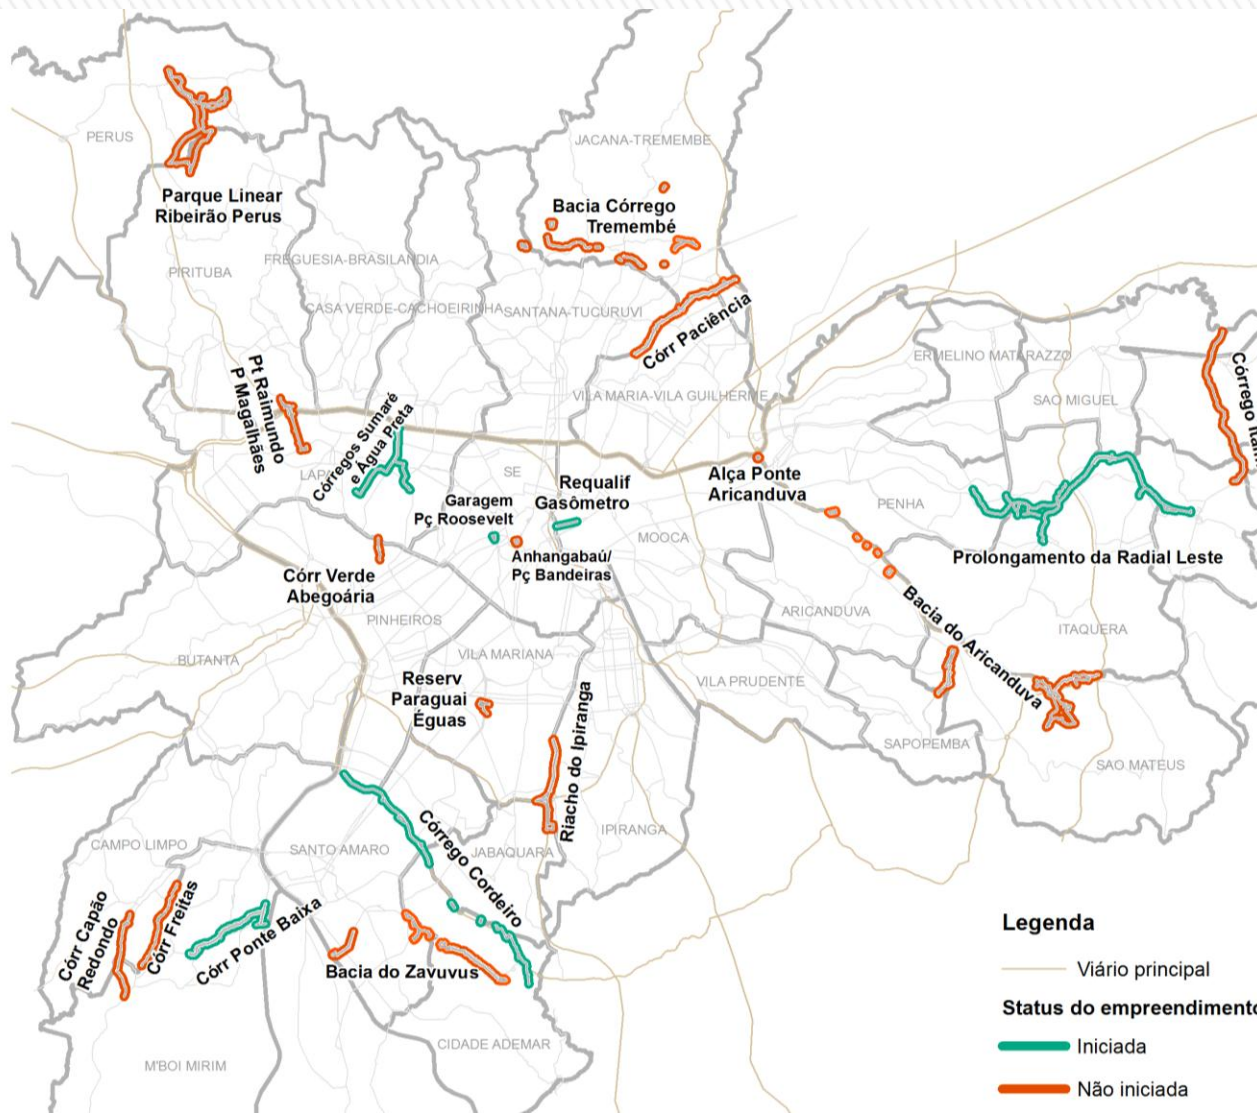 JACANA-TREMEMBE
PERUS
Parque Linear
Ribeirão Perus
Bacia Córrego
Tremembé
PIRITUBA
FREGUESIA-BRASILANDIA
CASA VERDE-CACHOEIRINHA
SANTANA-TUCURUVI
Córr Paciência
ERMELINO MATARAZZO
SAO MIGUEL
VILA MARIA-VILA GUILHERME
Pt Raimundo
P Magalhães
Córregos Sumaré
e Água Preta
LAPA
SE
Requalif
Gasômetro
Alça Ponte
Aricanduva
Garagem
Pç Roosevelt
PENHA
MOOCA
Anhangabaú/
Pç Bandeiras
Prolongamento da Radial Leste
Córr Verde
Abegoária
PINHEIROS
ARICANDUVA
Bacia do Aricanduva
ITAQUERA
BUTANTA
VILA MARIANA
Reserv
Paraguai
Éguas
VILA PRUDENTE
Riacho do Ipiranga
SAPOPEMBA
SAO MATEUS
IPIRANGA
CAMPO LIMPO
SANTO AMARO
JABAQUARA
Córrego Cordeiro
Córr Capão
Redondo
Córr Freitas
Córr Ponte Baixa
Bacia do Zavuvus
CIDADE ADEMAR
M'BOI MIRIM
Córrego
Legenda
Viário principal
Status do empreendimento
Iniciada
Não iniciada